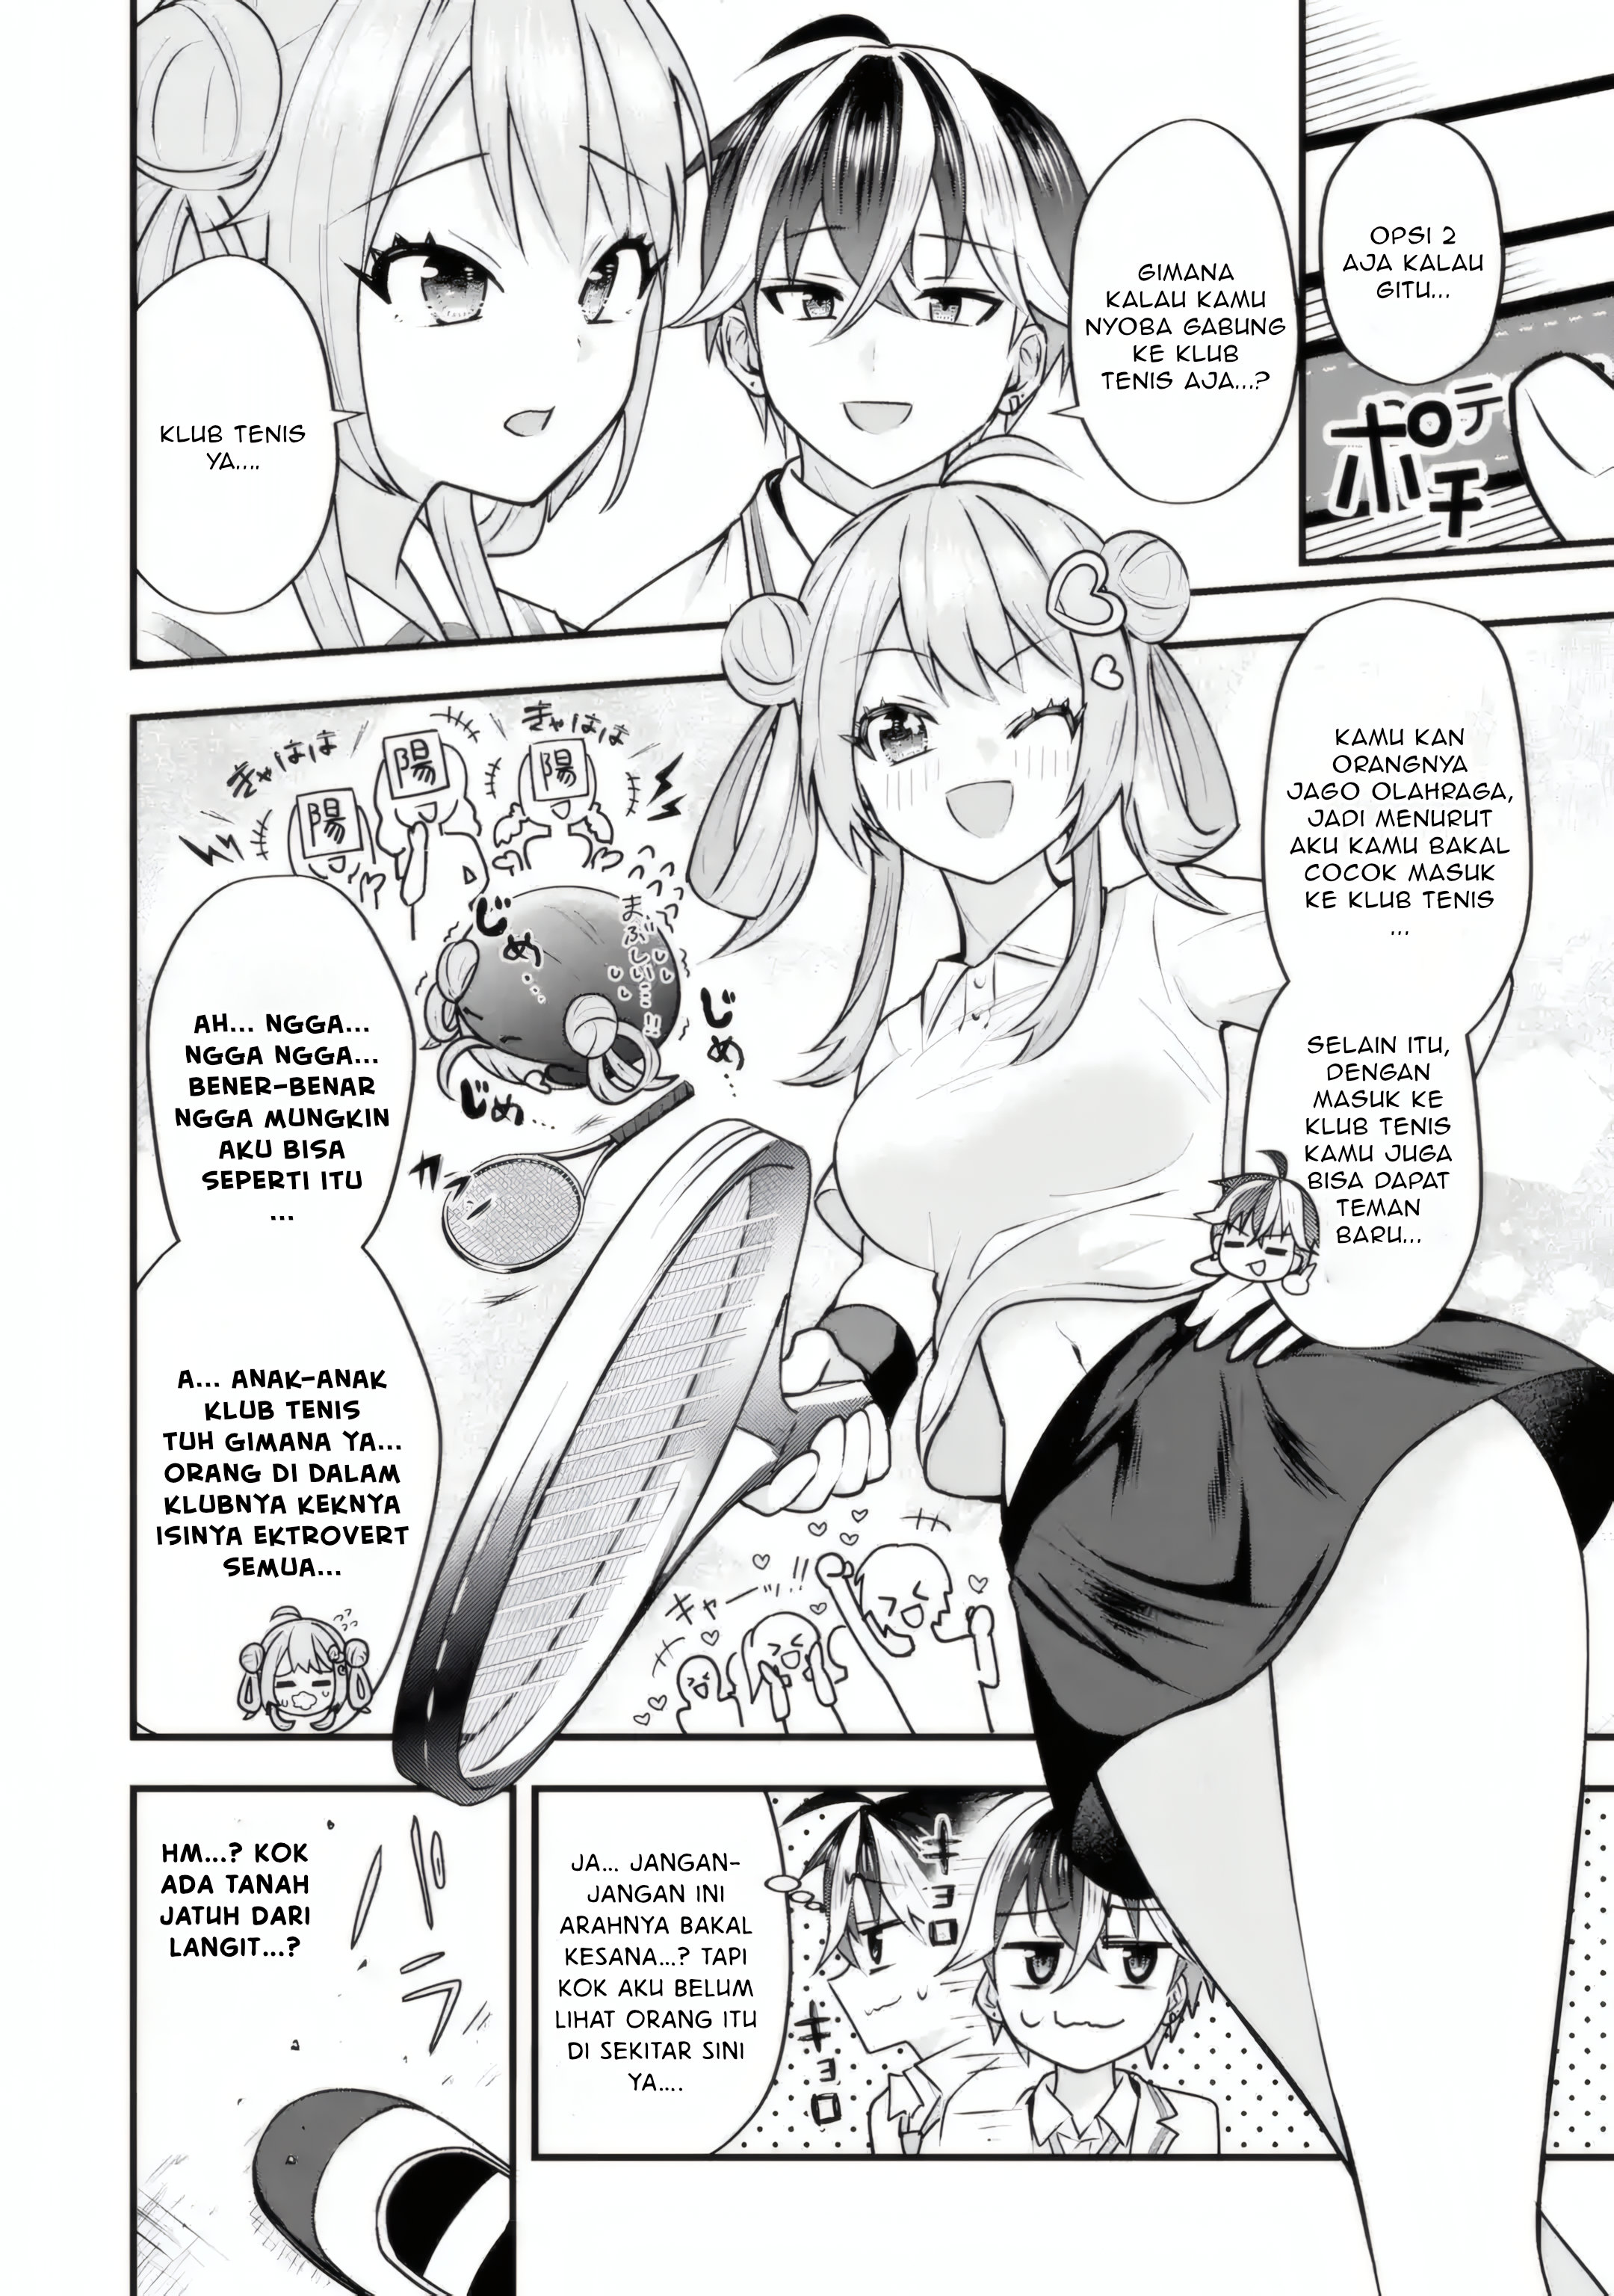 OPSI 2
AJA KALAU
GITU...
ポチ
GIMANA
KALAU KAMU
NYOBA GABUNG
KE KLUB
TENIS AJA...?
KLUB TENIS
YA....
KAMU KAN
ORANGNYA
JAGO OLAHRAGA,
JADI MENURUT
AKU KAMU BAKAL
COCOK MASUK
KE KLUB TENIS
...
SELAIN ITU,
DENGAN
MASUK KE
KLUB TENIS
KAMU JUGA
BISA DAPAT
TEMAN
BARU...
きゃはは
きゃはは
陽
陽
陽
じめ...
まぶしい...!!
じめ...
じめ...
カッ
AH... NGGA...
NGGA NGGA...
BENER-BENAR
NGGA MUNGKIN
AKU BISA
SEPERTI ITU
...
A... ANAK-ANAK
KLUB TENIS
TUH GIMANA YA...
ORANG DI DALAM
KLUBNYA KEKNYA
ISINYA EKTROVERT
SEMUA...
キャーッ!!
JA... JANGAN-
JANGAN INI
ARAHNYA BAKAL
KESANA...? TAPI
KOK AKU BELUM
LIHAT ORANG ITU
DI SEKITAR SINI
YA....
キョロ
キョロ
HM...? KOK
ADA TANAH
JATUH DARI
LANGIT...?
パラ